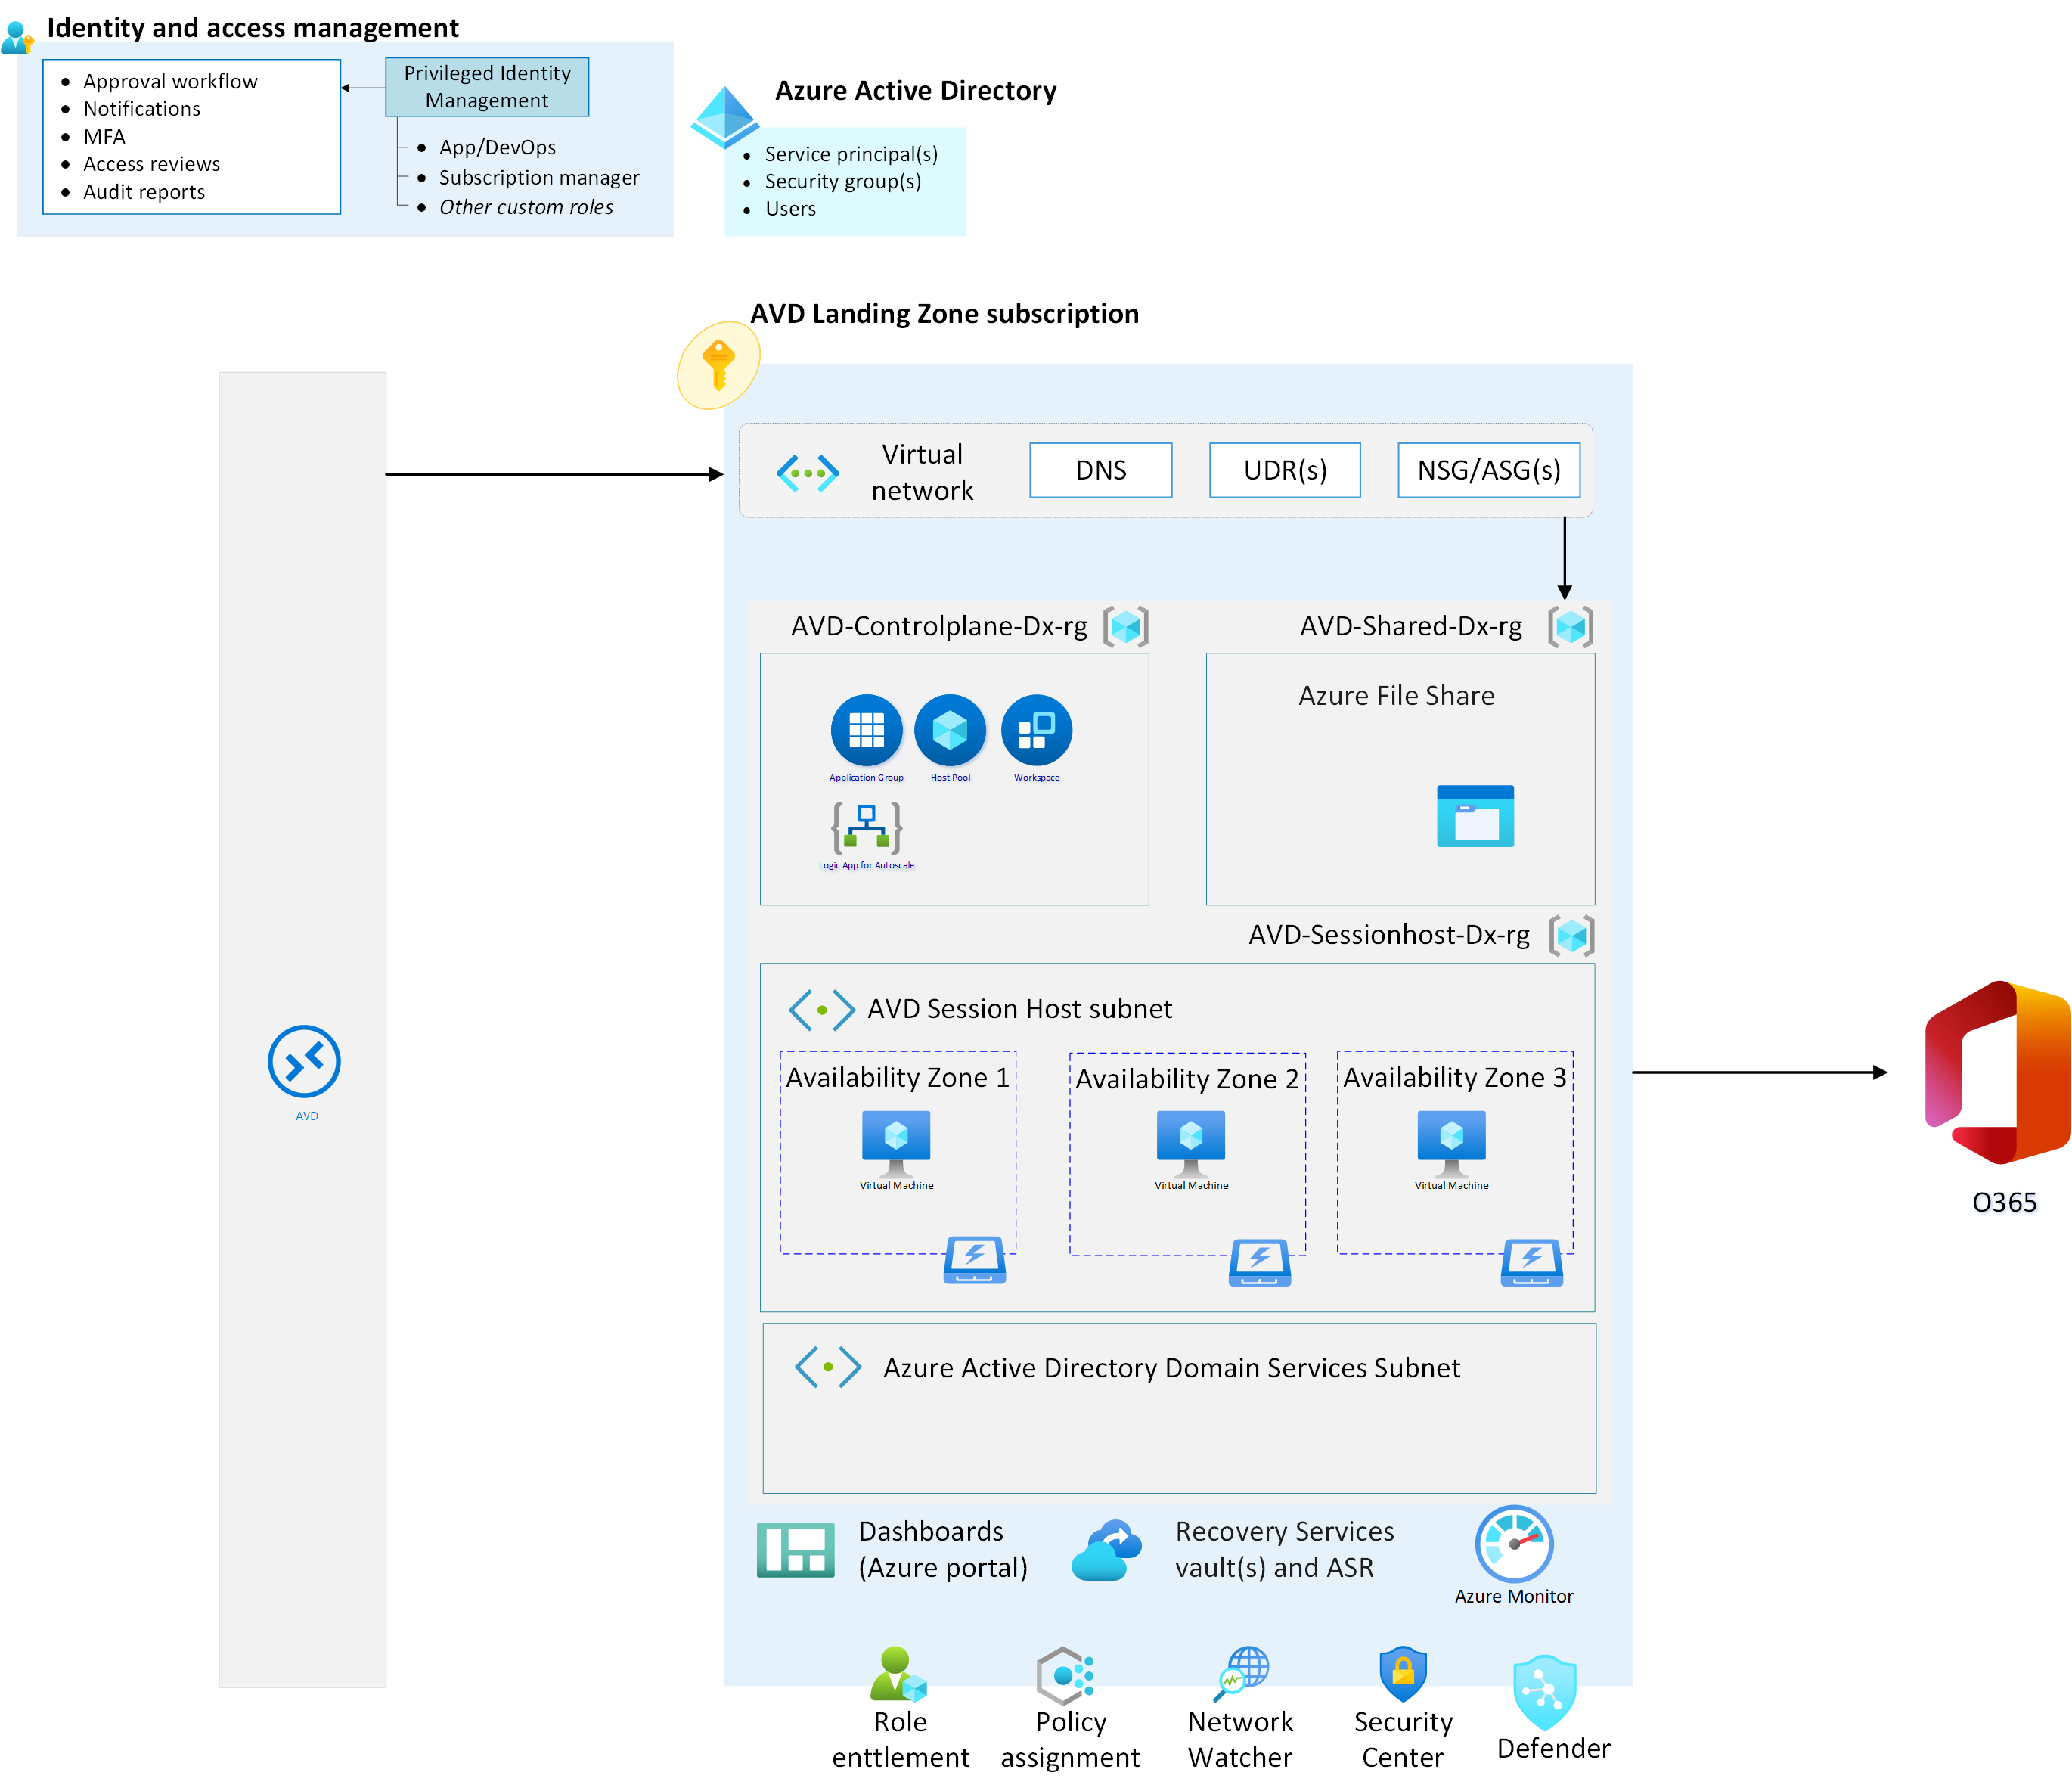 Identity and access management
Approval workflow
Notifications
MFA
Access reviews
Audit reports
Privileged Identity
Management
App/DevOps
Subscription manager
Other custom roles
Azure Active Directory
Service principal(s)
Security group(s)
Users
AVD Landing Zone subscription
Virtual
network
DNS
UDR(s)
NSG/ASG(s)
AVD-Controlplane-Dx-rg
AVD-Shared-Dx-rg
Application Group
Host Pool
Workspace
Logic App for Autoscale
Azure File Share
AVD-Sessionhost-Dx-rg
AVD Session Host subnet
Availability Zone 1
Virtual Machine
Availability Zone 2
Virtual Machine
Availability Zone 3
Virtual Machine
AVD
O365
Azure Active Directory Domain Services Subnet
Dashboards
(Azure portal)
Recovery Services
vault(s) and ASR
Azure Monitor
Role
enttlement
Policy
assignment
Network
Watcher
Security
Center
Defender